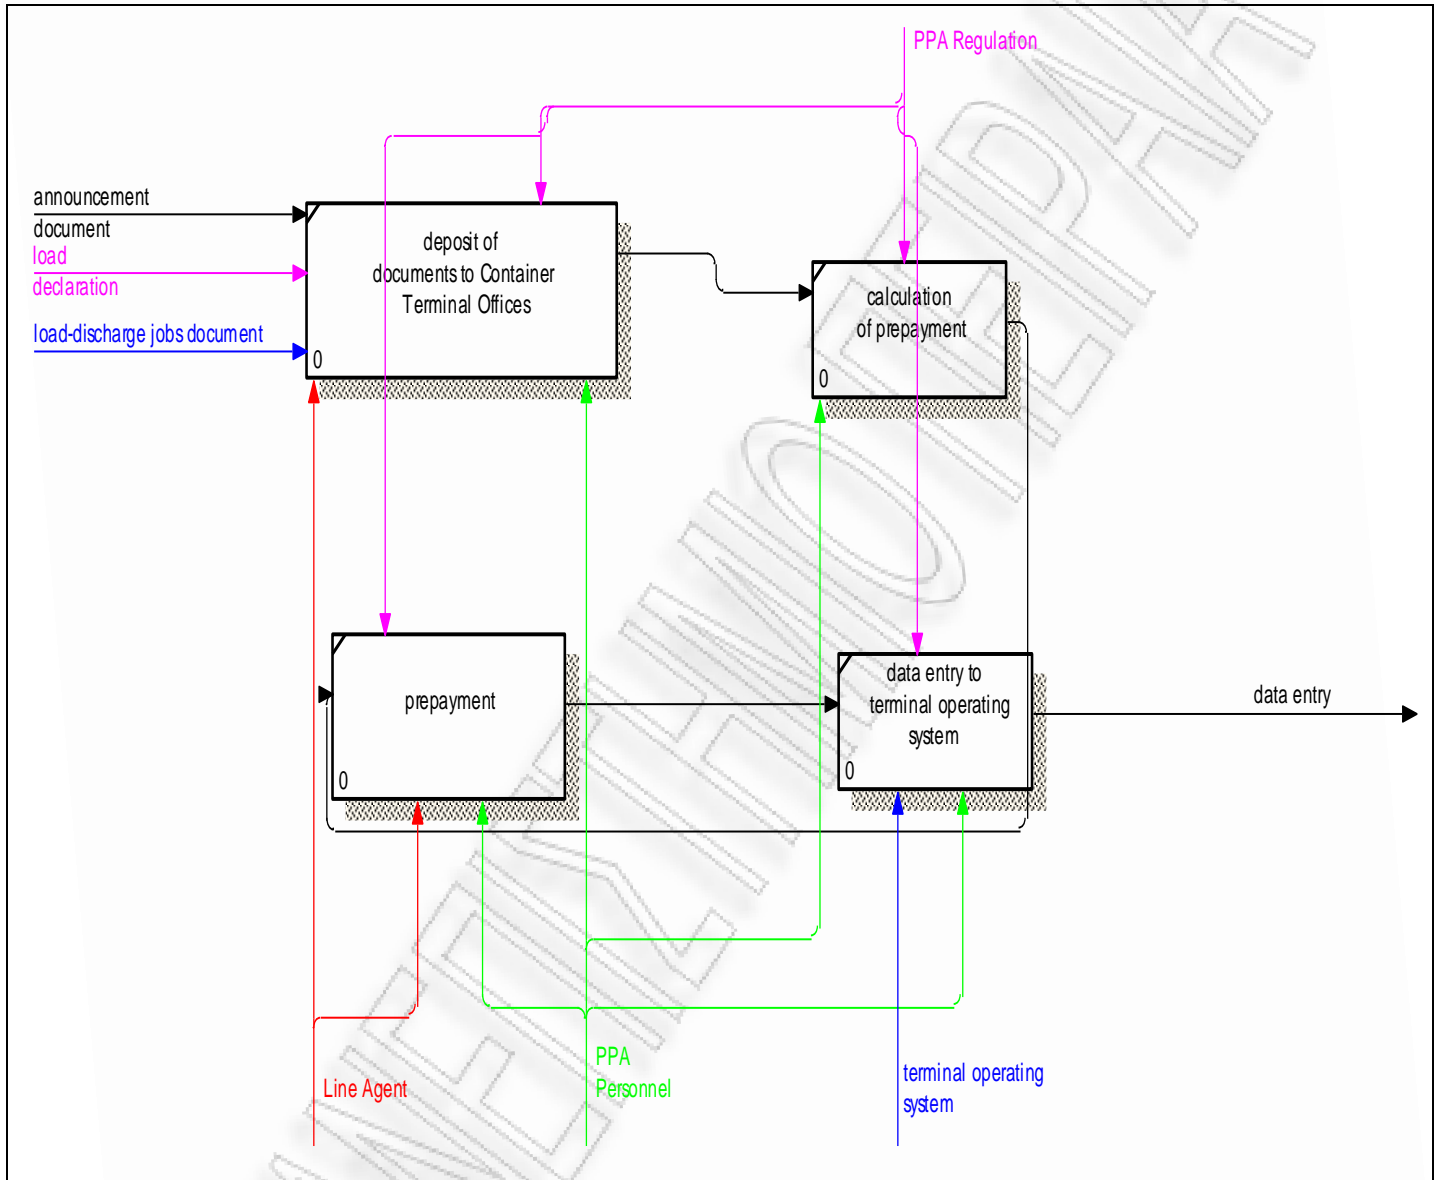 PPA Regulation
announcement
document
load
declaration
load-discharge jobs document
deposit of
documents to Container
Terminal Offices
0
calculation
of prepayment
0
prepayment
0
data entry to
terminal operating
system
0
data entry
Line Agent
PPA
Personnel
terminal operating
system